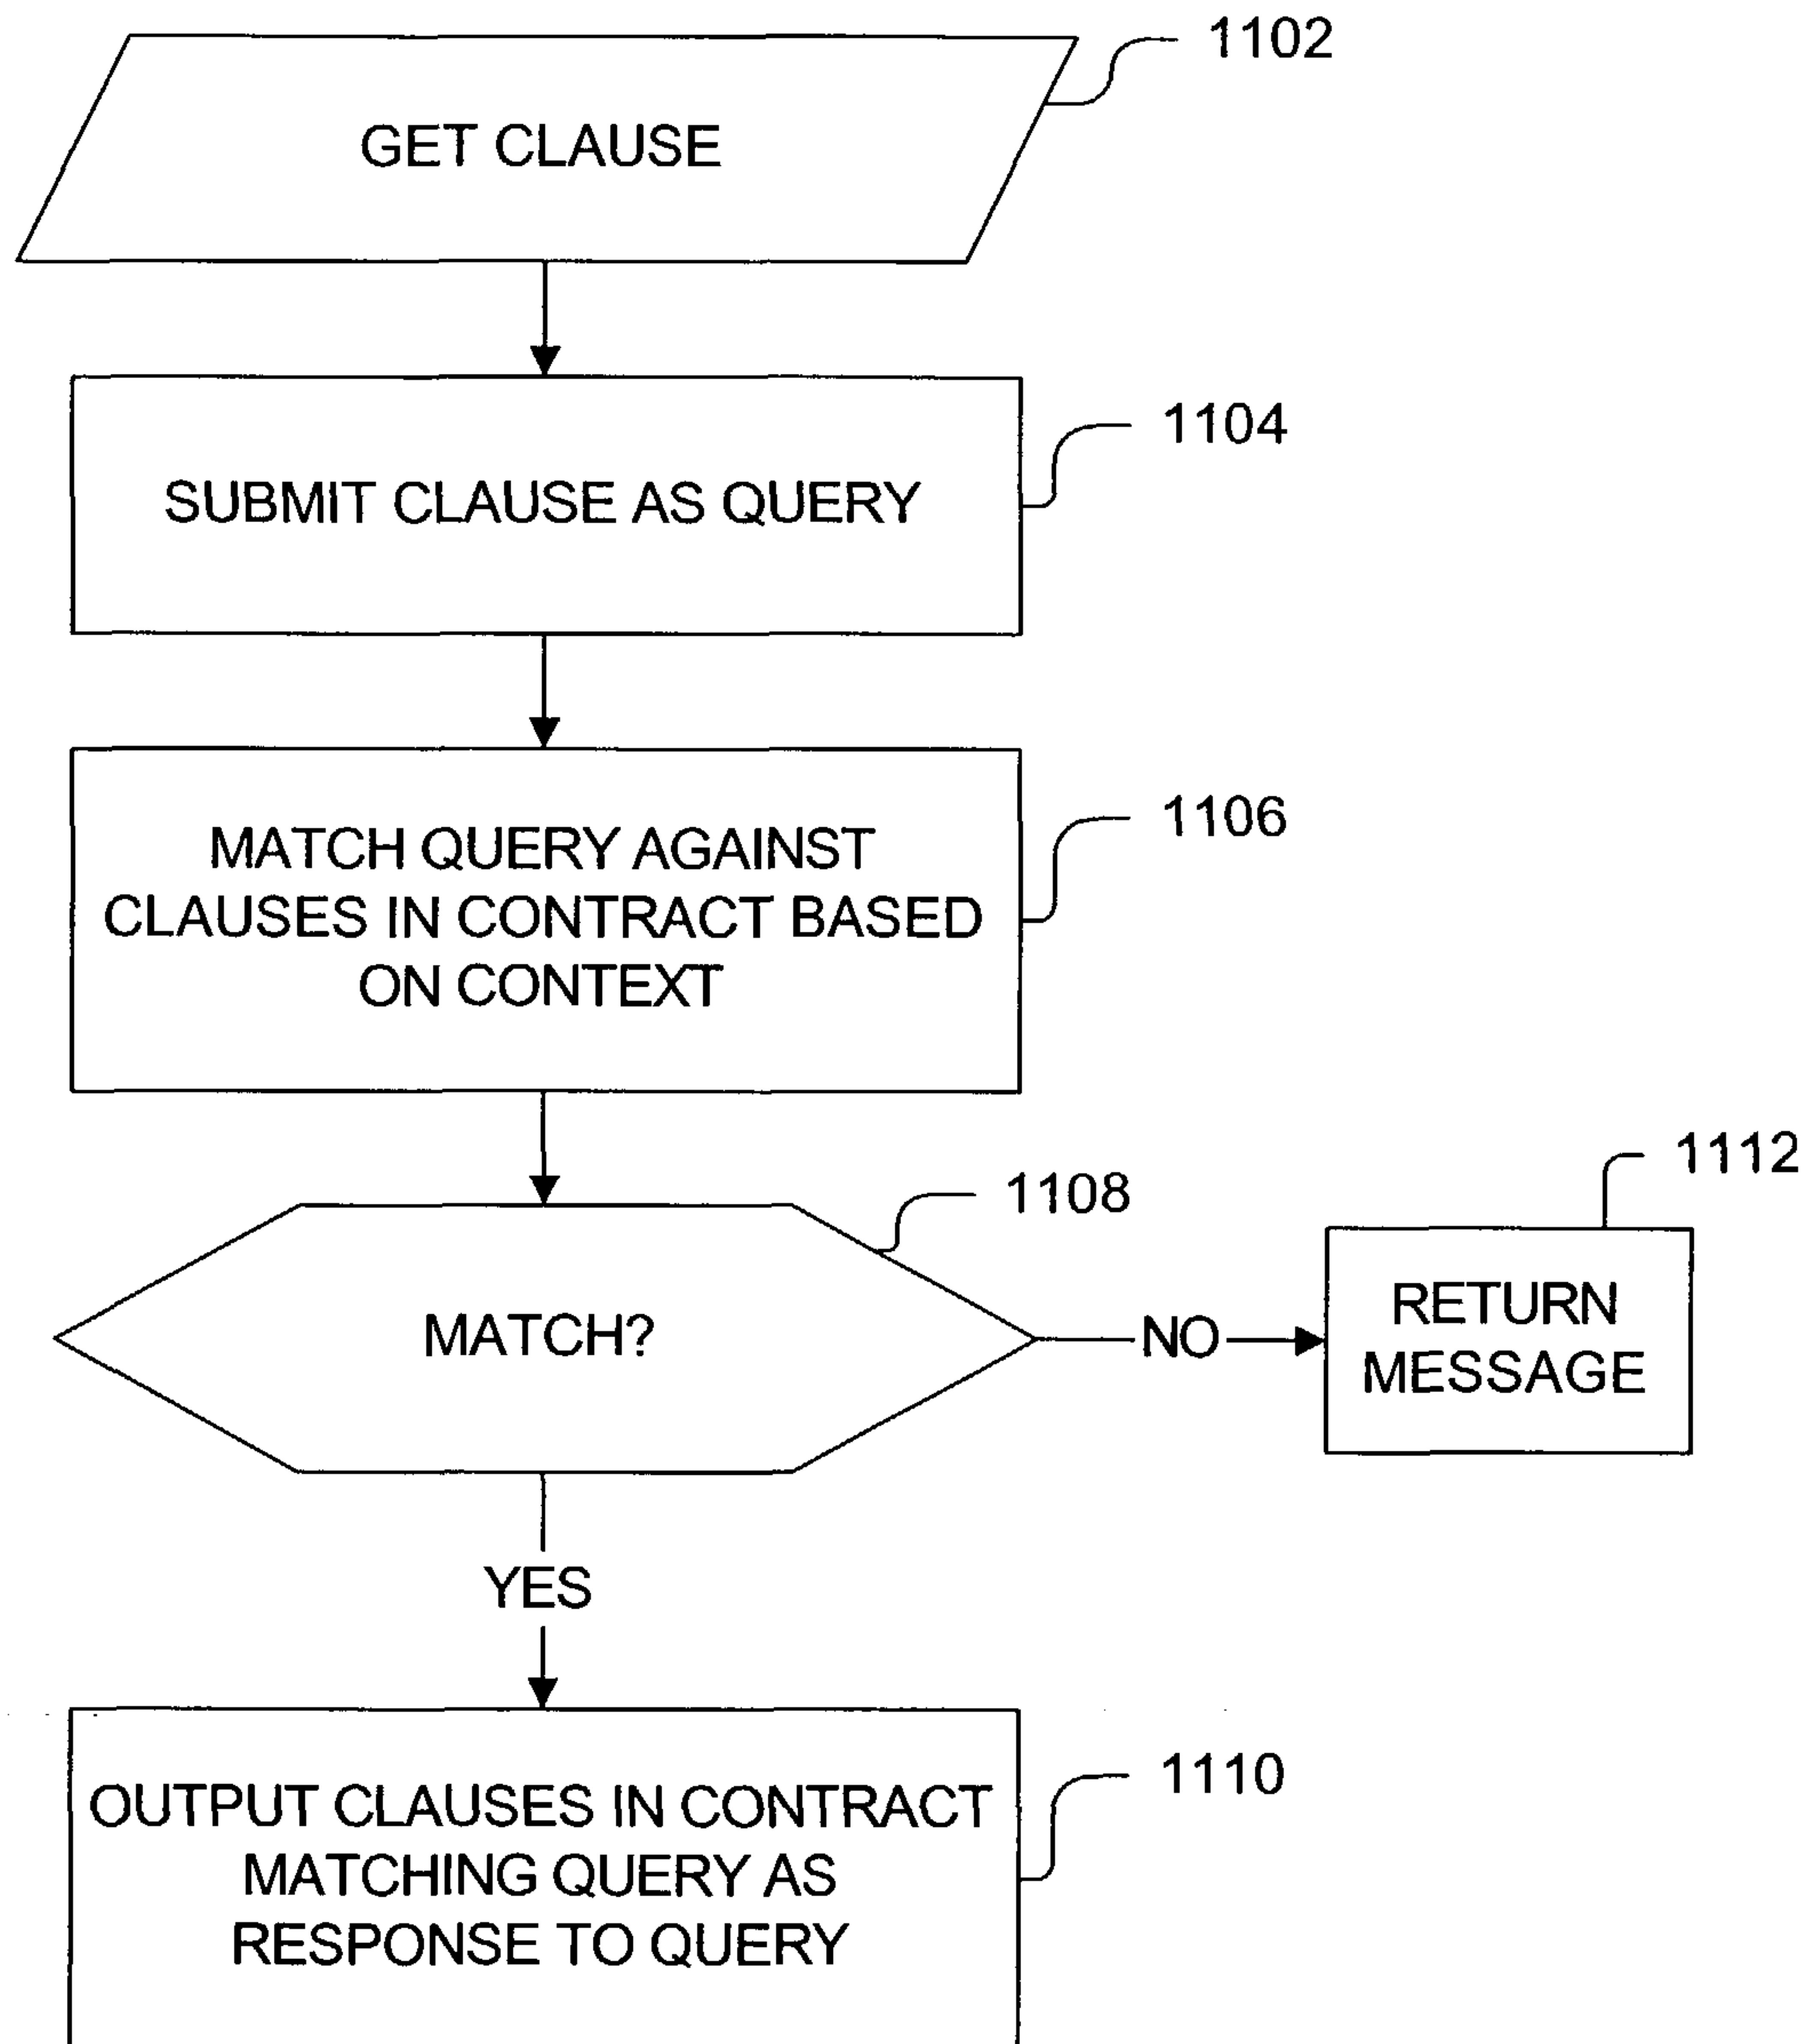 1102
GET CLAUSE
1104
SUBMIT CLAUSE AS QUERY
1106
MATCH QUERY AGAINST
CLAUSES IN CONTRACT BASED
ON CONTEXT
1108
MATCH?
NO
1112
RETURN
MESSAGE
YES
1110
OUTPUT CLAUSES IN CONTRACT
MATCHING QUERY AS
RESPONSE TO QUERY